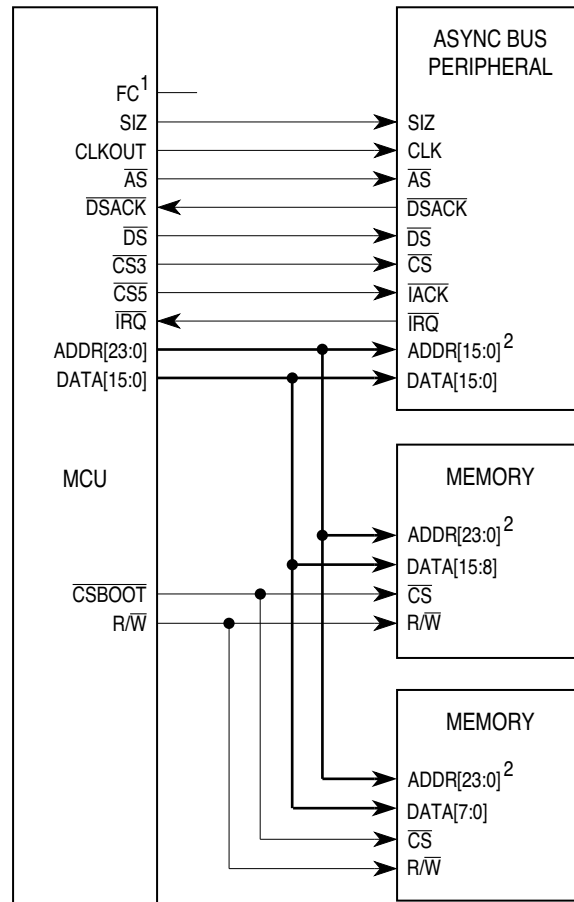 ASYNC BUS
PERIPHERAL
FC1
SIZ
SIZ
CLKOUT
CLK
AS
AS
DSACK
DSACK
DS
DS
CS3
CS
CS5
IACK
IRQ
IRQ
ADDR[23:0]
ADDR[15:0]2
DATA[15:0]
DATA[15:0]
MCU
MEMORY
ADDR[23:0]2
DATA[15:8]
CSBOOT
CS
R/W
R/W
MEMORY
ADDR[23:0]2
DATA[7:0]
CS
R/W